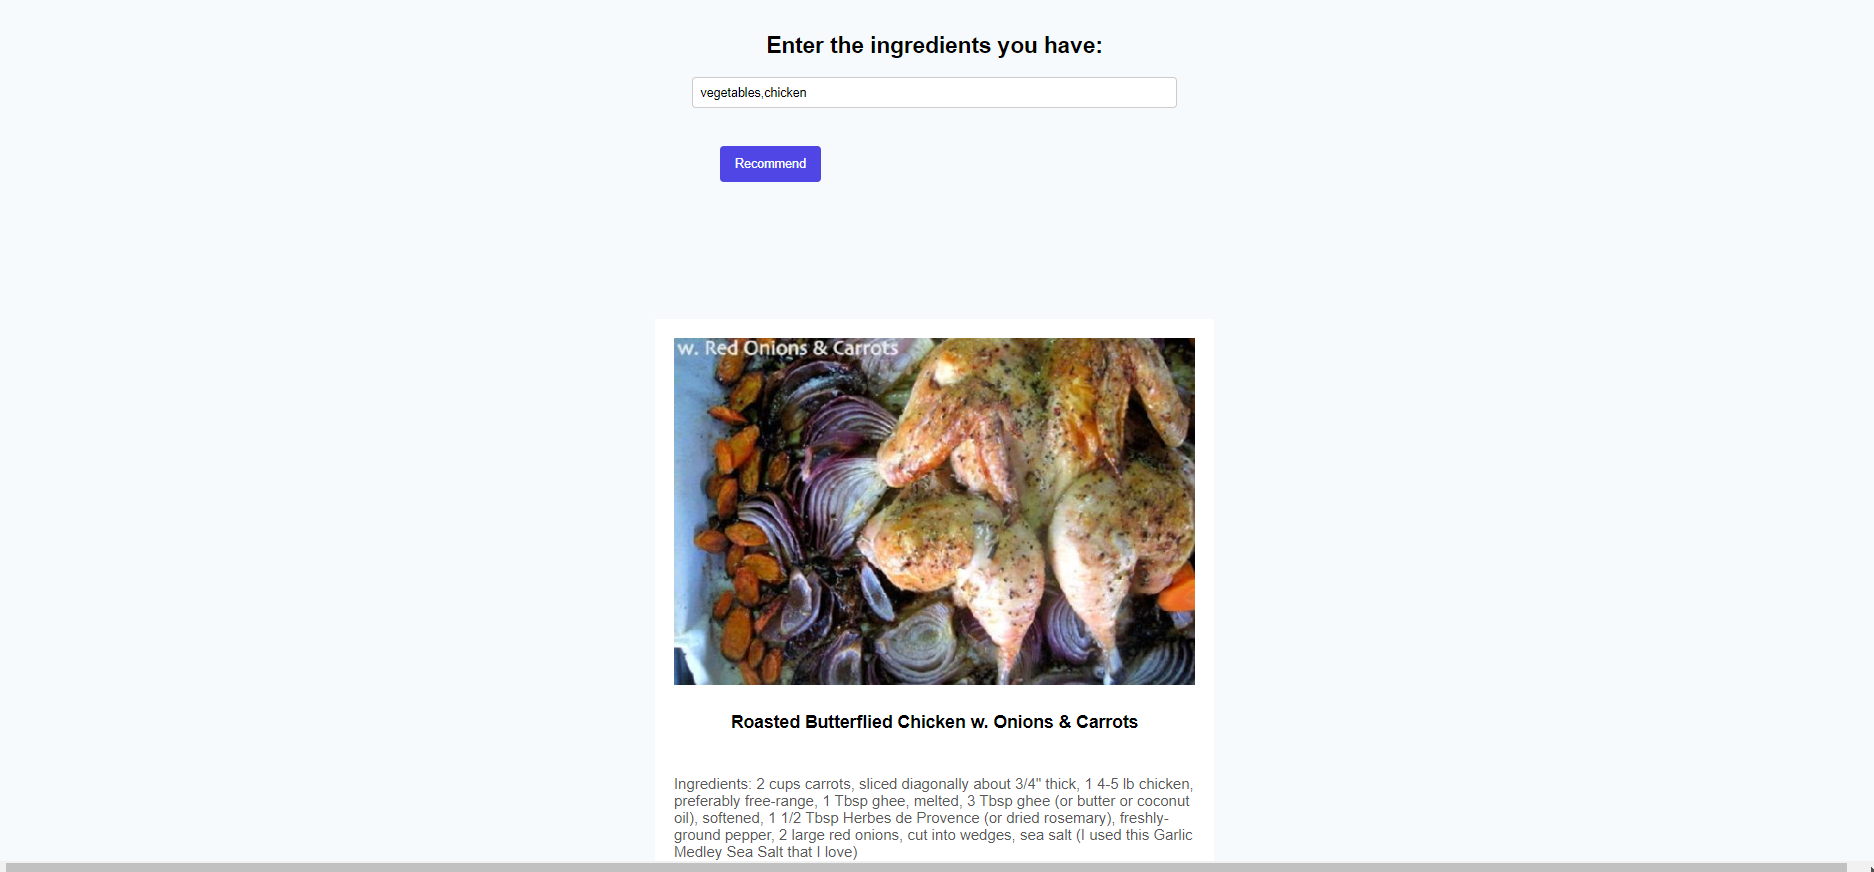 Enter the ingredients you have:
vegetables,chicken
Recommend
w. Red Onions & Carrots
Roasted Butterflied Chicken w. Onions & Carrots
Ingredients: 2 cups carrots, sliced diagonally about 3/4" thick, 1 4-5 lb chicken,
preferably free-range, 1 Tbsp ghee, melted, 3 Tbsp ghee (or butter or coconut
oil), softened, 1 1/2 Tbsp Herbes de Provence (or dried rosemary), freshly-
ground pepper, 2 large red onions, cut into wedges, sea salt (I used this Garlic
Medley Sea Salt that I love)